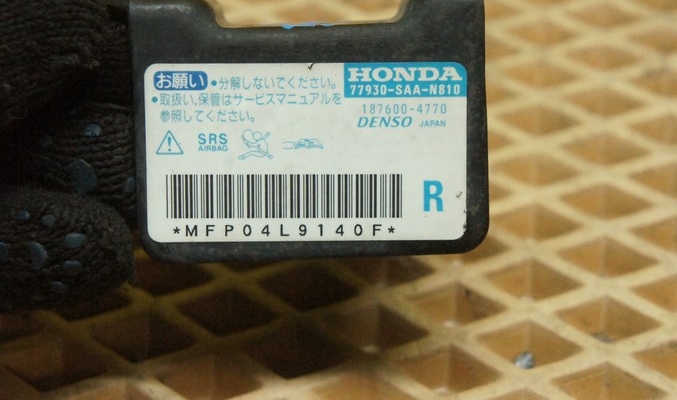 お願い ●分解しないでください。
●取扱い、保管はサービスマニュアルを
参照してください。
HONDA
77930-SAA-N810
187600-4770
DENSO JAPAN
SRS
AIRBAG
R
*MFP04L9140F*